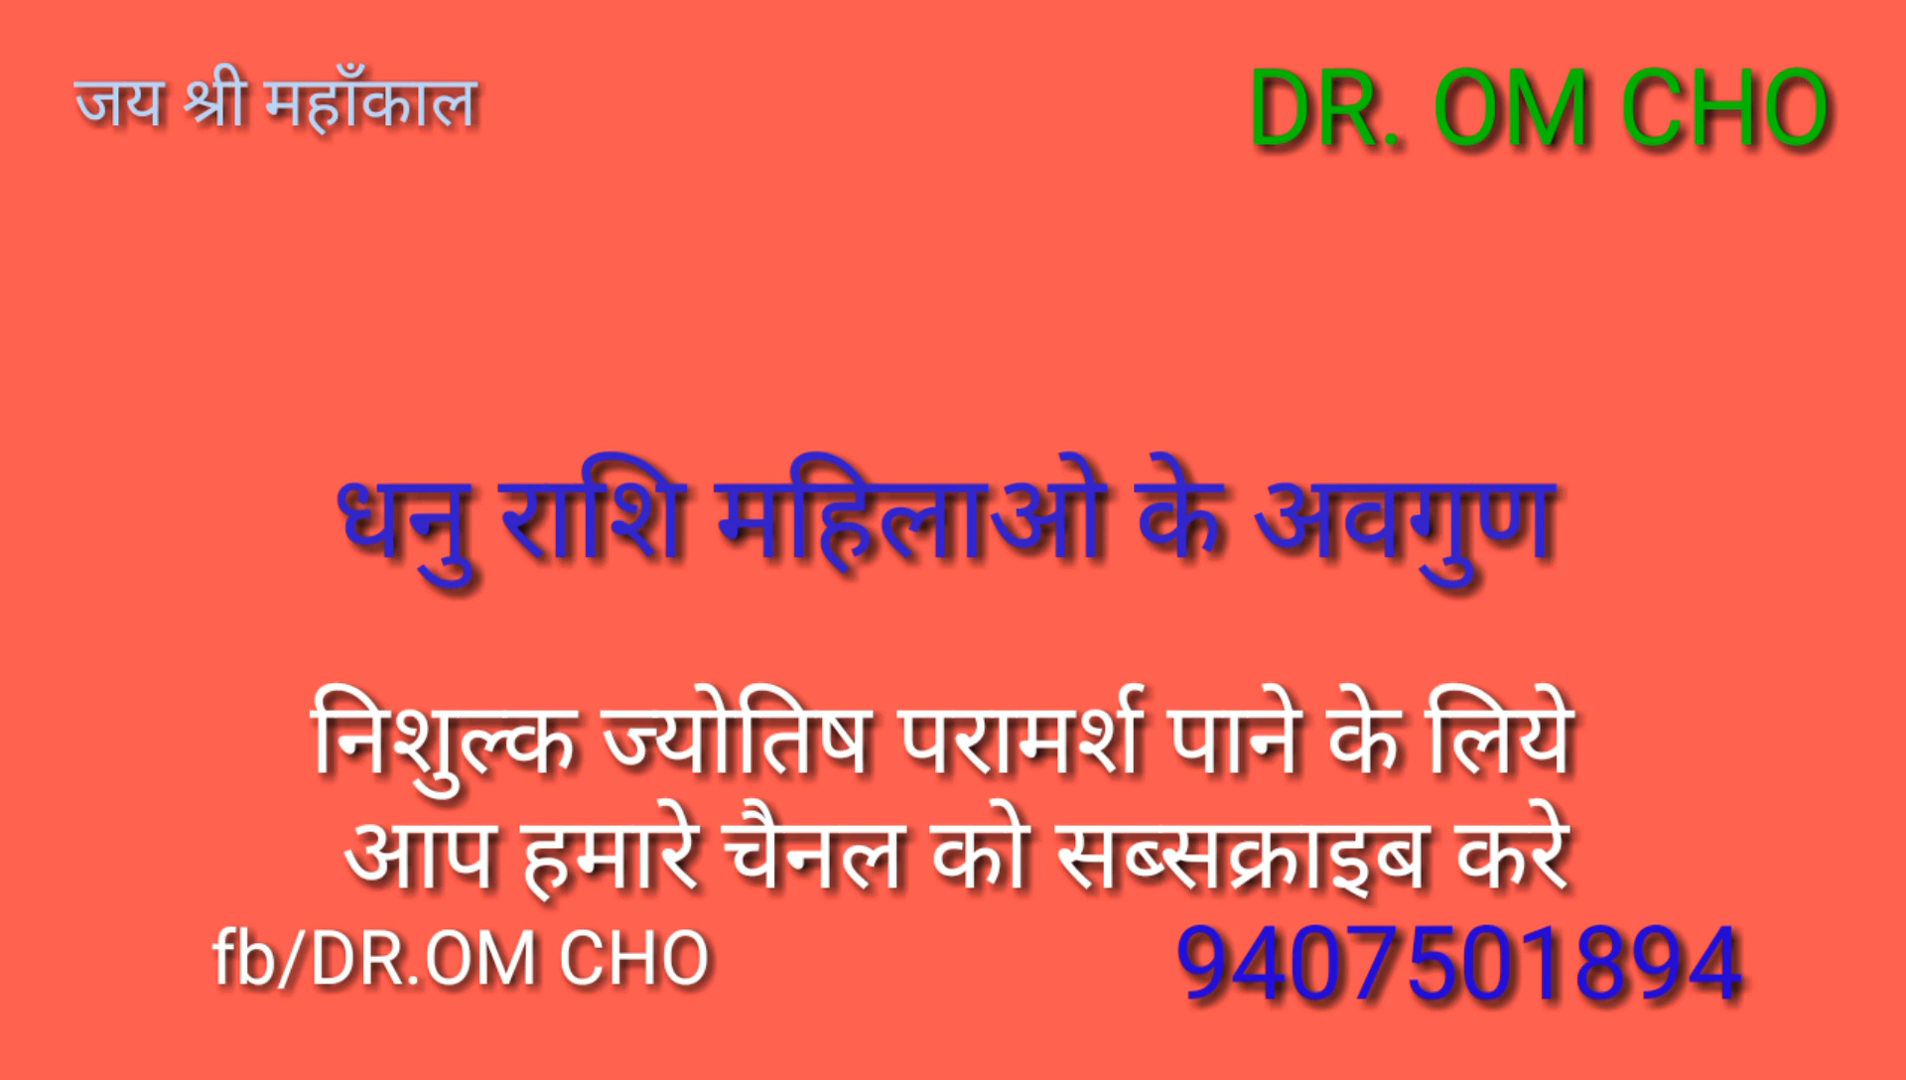 जय श्री महाँकाल
DR. OM CHO
धनु राशि महिलाओ के अवगुण
निशुल्क ज्योतिष परामर्श पाने के लिये
आप हमारे चैनल को सब्सक्राइब करे
fb/DR.OM CHO
9407501894